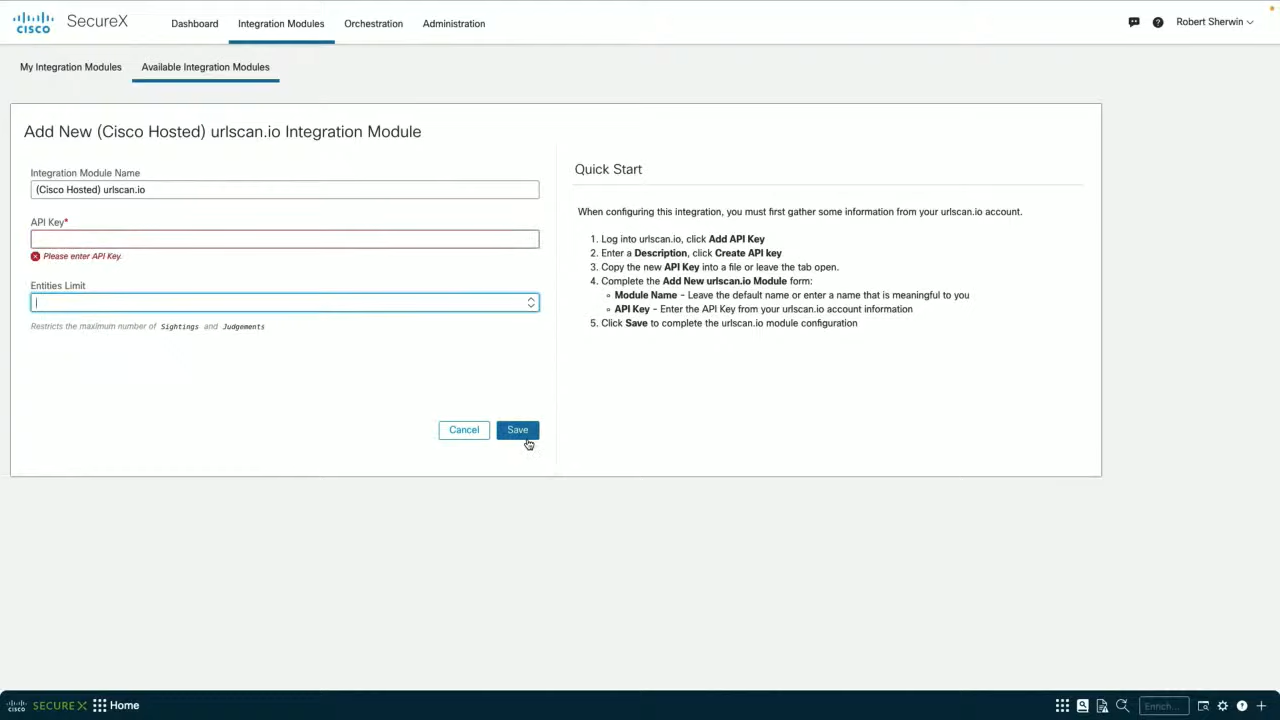 CISCO SecureX Dashboard Integration Modules Orchestration Administration Robert Sherwin
My Integration Modules Available Integration Modules
Add New (Cisco Hosted) urlscan.io Integration Module
Integration Module Name
(Cisco Hosted) urlscan.io
API Key*
Please enter API Key.
Entities Limit
Restricts the maximum number of Sightings and Judgements
Cancel Save
Quick Start
When configuring this integration, you must first gather some information from your urlscan.io account.
1. Log into urlscan.io, click Add API Key
2. Enter a Description, click Create API key
3. Copy the new API Key into a file or leave the tab open.
4. Complete the Add New urlscan.io Module form:
Module Name - Leave the default name or enter a name that is meaningful to you
API Key - Enter the API Key from your urlscan.io account information
5. Click Save to complete the urlscan.io module configuration
CISCO SECUREX Home Enrich...